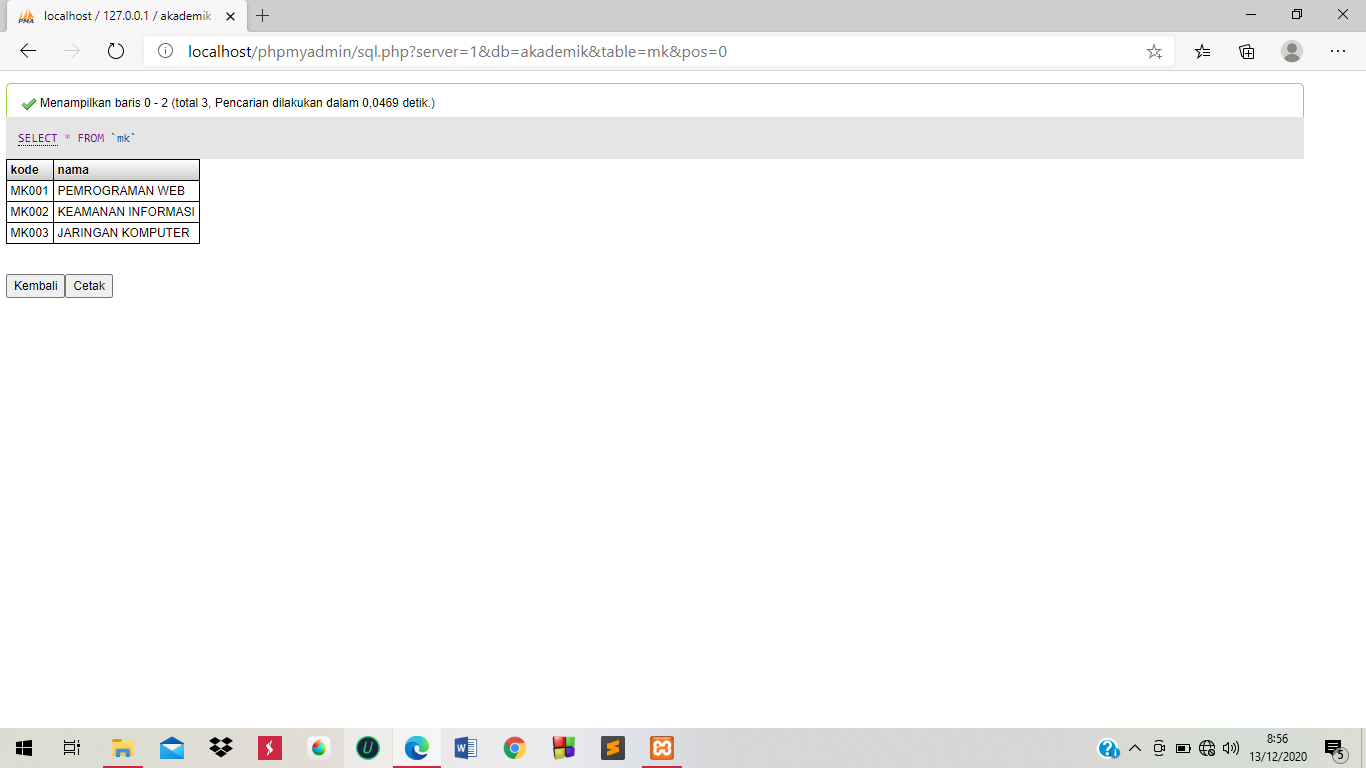 localhost / 127.0.0.1 / akademik
localhost/phpmyadmin/sql.php?server=1&db=akademik&table=mk&pos=0
Menampilkan baris 0 - 2 (total 3, Pencarian dilakukan dalam 0,0469 detik.)
SELECT * FROM `mk`
kode nama
MK001 PEMROGRAMAN WEB
MK002 KEAMANAN INFORMASI
MK003 JARINGAN KOMPUTER
Kembali Cetak
8:56
13/12/2020
5